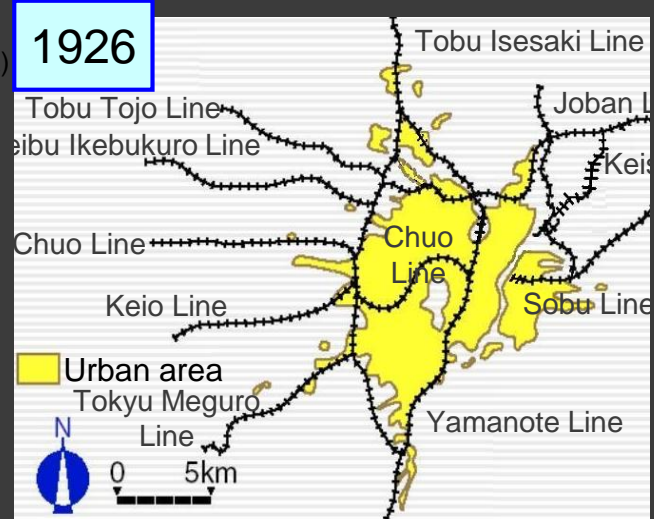 )
1926
Tobu Isesaki Line
Tobu Tojo Line
Joban L
eibu Ikebukuro Line
Keis
Chuo Line
Chuo
Line
Keio Line
Sobu Line
Urban area
Tokyu Meguro
Line
Yamanote Line
N
0 5km